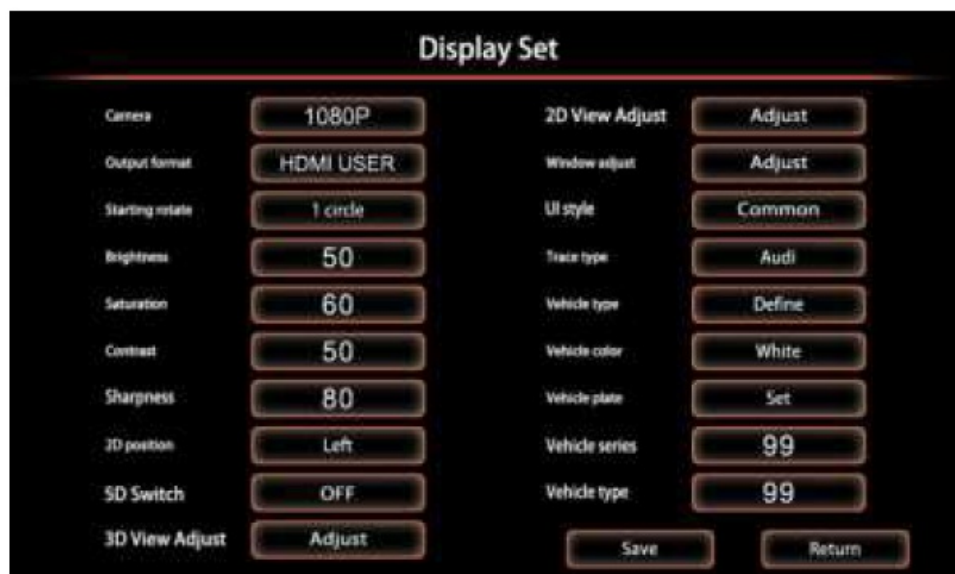 Display Set
Camera 1080P
Output format HDMI USER
Starting rotate 1 circle
Brightness 50
Saturation 60
Contrast 50
Sharpness 80
2D position Left
5D Switch OFF
3D View Adjust Adjust
2D View Adjust Adjust
Window adjust Adjust
UI style Common
Trace type Audi
Vehicle type Define
Vehicle color White
Vehicle plate Set
Vehicle series 99
Vehicle type 99
Save Return